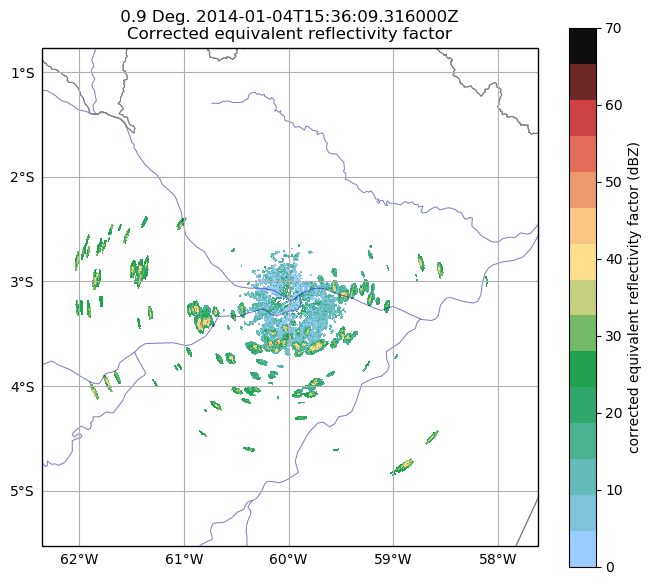 0.9 Deg. 2014-01-04T15:36:09.316000Z
Corrected equivalent reflectivity factor
1°S
2°S
3°S
4°S
5°S
62°W 61°W 60°W 59°W 58°W
70
60
50
40
30
20
10
0
corrected equivalent reflectivity factor (dBZ)